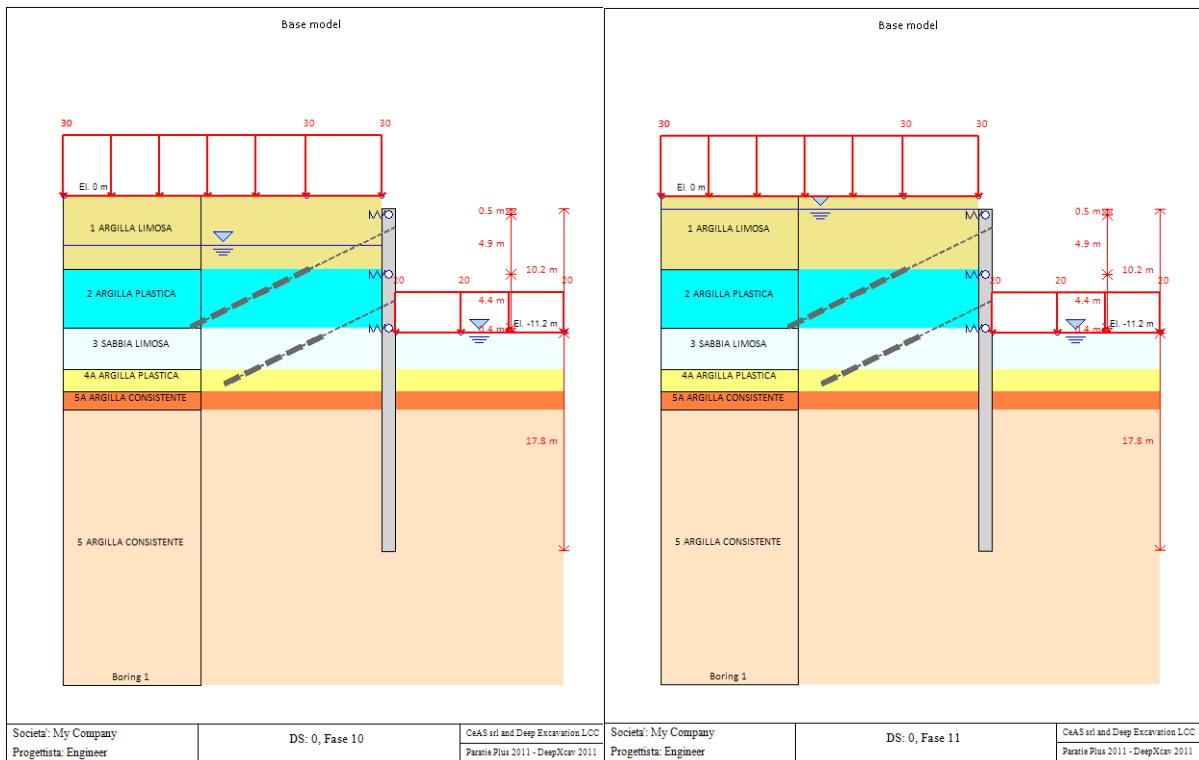 Base model
30
30
30
El. 0 m
1 ARGILLA LIMOSA
0.5 m
4.9 m
10.2 m
2 ARGILLA PLASTICA
20
20
20
4.4 m
El. -11.2 m
3 SABBIA LIMOSA
4A ARGILLA PLASTICA
5A ARGILLA CONSISTENTE
17.8 m
5 ARGILLA CONSISTENTE
Boring 1
Societa': My Company
Progettista: Engineer
DS: 0, Fase 10
CeAS srl and Deep Excavation LCC
Paratie Plus 2011 - DeepXcav 2011
Base model
30
30
30
El. 0 m
1 ARGILLA LIMOSA
0.5 m
4.9 m
10.2 m
2 ARGILLA PLASTICA
20
20
20
4.4 m
El. -11.2 m
3 SABBIA LIMOSA
4A ARGILLA PLASTICA
5A ARGILLA CONSISTENTE
17.8 m
5 ARGILLA CONSISTENTE
Boring 1
Societa': My Company
Progettista: Engineer
DS: 0, Fase 11
CeAS srl and Deep Excavation LCC
Paratie Plus 2011 - DeepXcav 2011